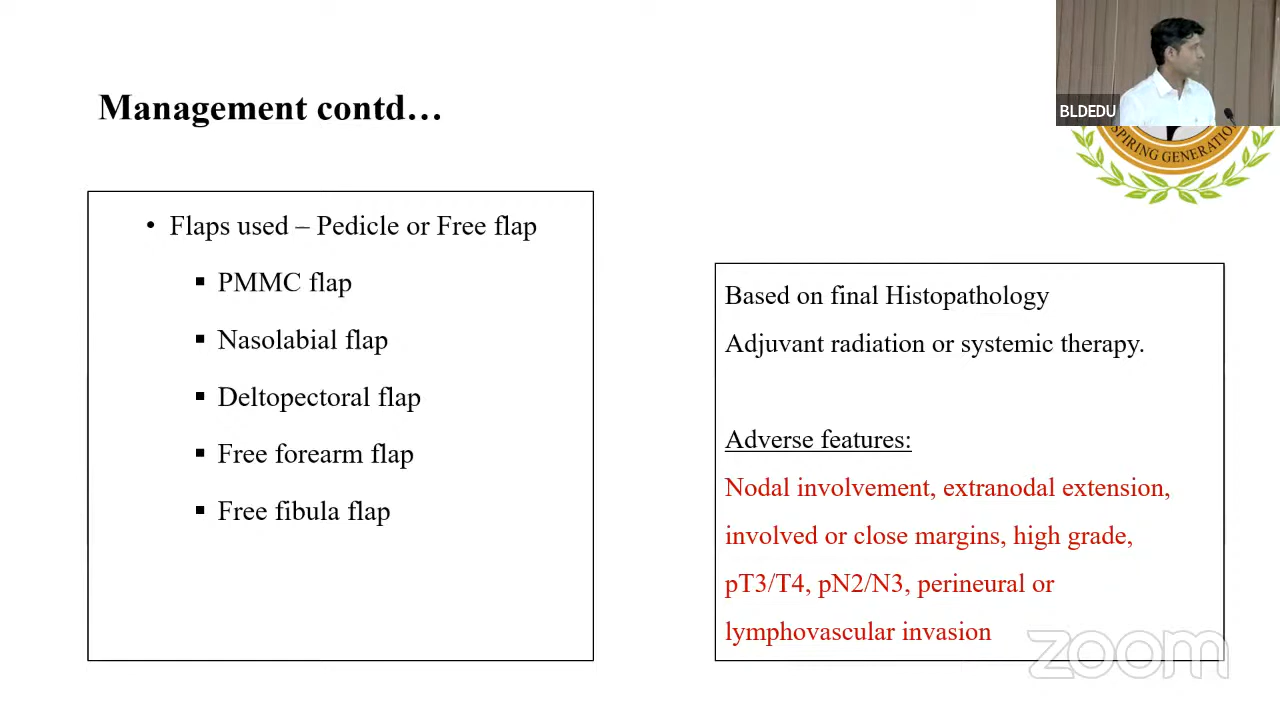 Management contd…
BLDEDU
SPIRING GENERATION
• Flaps used – Pedicle or Free flap
▪ PMMC flap
▪ Nasolabial flap
▪ Deltopectoral flap
▪ Free forearm flap
▪ Free fibula flap
Based on final Histopathology
Adjuvant radiation or systemic therapy.
Adverse features:
Nodal involvement, extranodal extension,
involved or close margins, high grade,
pT3/T4, pN2/N3, perineural or
lymphovascular invasion
zoom